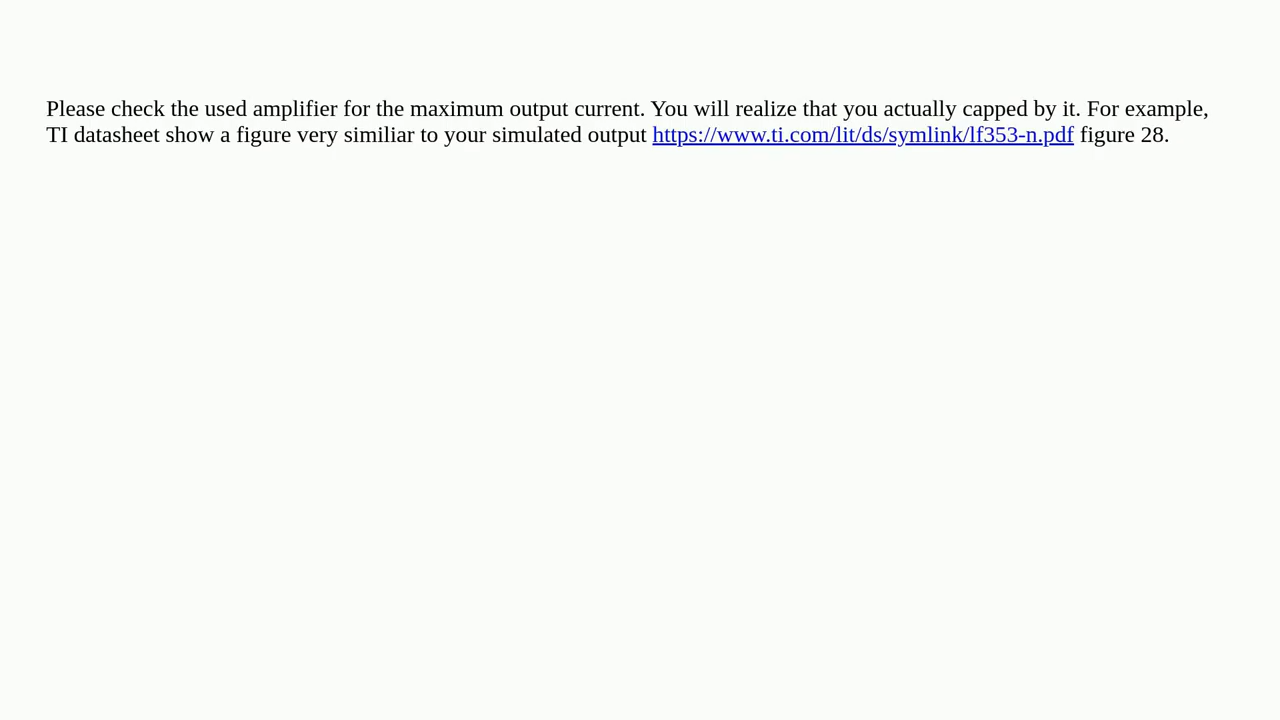 Please check the used amplifier for the maximum output current. You will realize that you actually capped by it. For example,
TI datasheet show a figure very similiar to your simulated output https://www.ti.com/lit/ds/symlink/lf353-n.pdf figure 28.